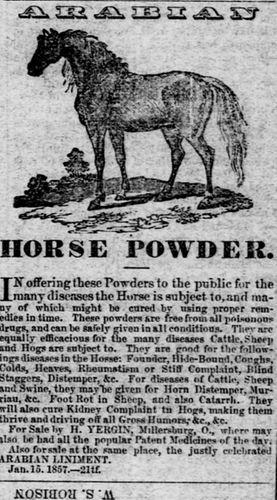 ARABIAN
HORSE POWDER.
IN offering these Powders to the public for the
many diseases the Horse is subject to, and ma-
ny of which might be cured by using proper rem-
edies in time. These powders are free from all poisonous
drugs, and can be safely given in all conditions. They are
equally efficacious for the many diseases Cattle, Sheep
and Hogs are subject to. They are good for the follow-
ings diseases in the Hosse: Founder, Hide-Bound, Coughs,
Colds, Heaves, Rheumatism or Stiff Complaint, Blind
Staggers, Distemper, &c. For diseases of Cattle, Sheep
and Swine, they may be given for Horn Distemper, Mur-
riau, &c. Foot Rot in Sheep, and also Catarrh. They
will also cure Kidney Complaint in Hogs, making them
thrive and driving off all Gross Humors; &c., &c.
For Sale by H. YERGIN, Millersburg, O., where may
also be had all the popular Patent Medicines of the day.
Also for sale at the same place, the justly celebrated
ARABIAN LINIMENT.
Jan. 15. 1857.—21tf.
W. S. ROBISON